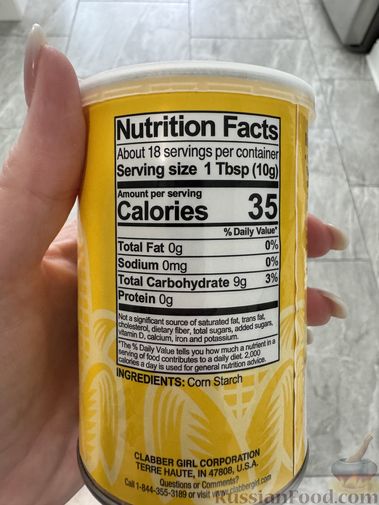 Nutrition Facts
About 18 servings per container
Serving size 1 Tbsp (10g)
Amount per serving
Calories 35
% Daily Value*
Total Fat 0g 0%
Sodium 0mg 0%
Total Carbohydrate 9g 3%
Protein 0g
Not a significant source of saturated fat, trans fat,
cholesterol, dietary fiber, total sugars, added sugars,
vitamin D, calcium, iron and potassium.
*The % Daily Value tells you how much a nutrient in a
serving of food contributes to a daily diet. 2,000
calories a day is used for general nutrition advice.
INGREDIENTS: Corn Starch
CLABBER GIRL CORPORATION
TERRE HAUTE, IN 47808, U.S.A.
Questions or Comments?
Call 1-844-355-3189 or visit www.clabbergirl.com
RussianFood.com